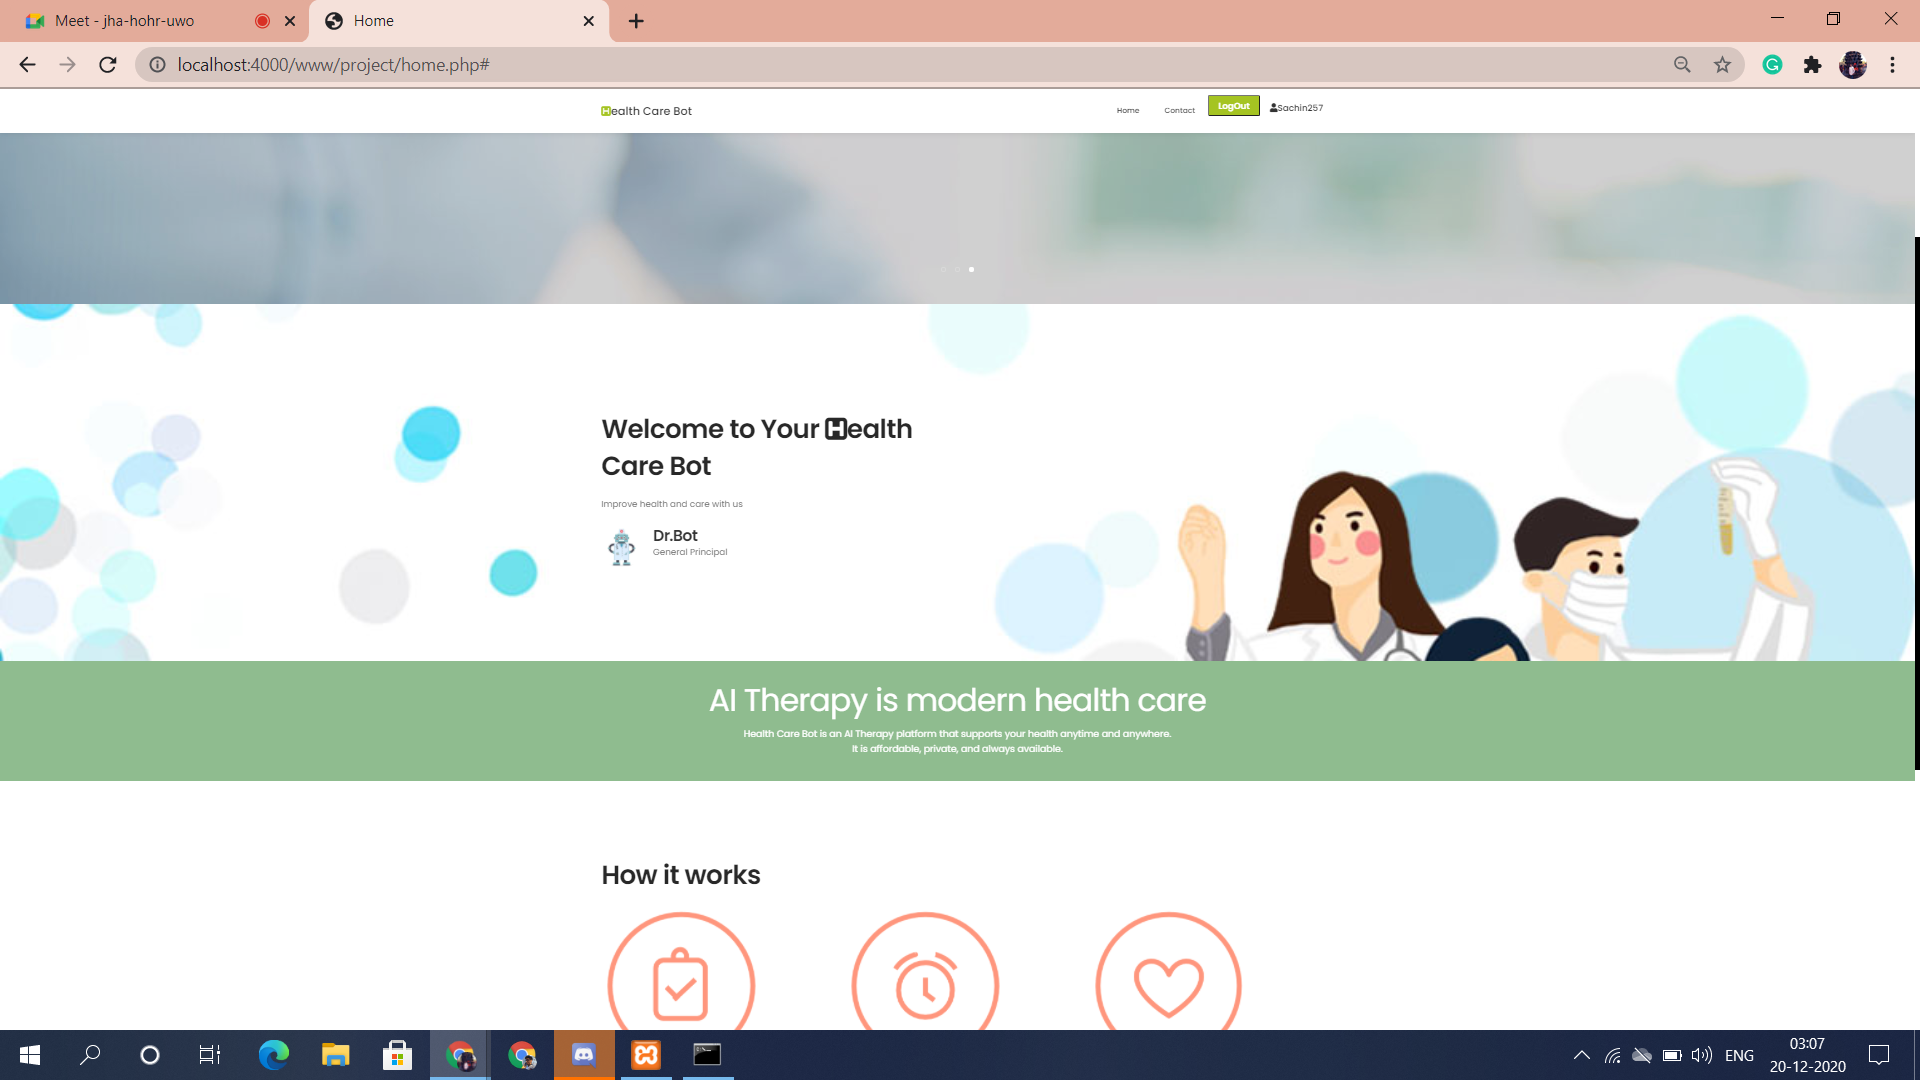 Meet - jha-hohr-uwo
Home
localhost:4000/www/project/home.php#
Health Care Bot
Home
Contact
LogOut
Sachin257
Welcome to Your Health
Care Bot
Improve health and care with us
Dr.Bot
General Principal
AI Therapy is modern health care
Health Care Bot is an AI Therapy platform that supports your health anytime and anywhere.
It is affordable, private, and always available.
How it works
ENG
03:07
20-12-2020